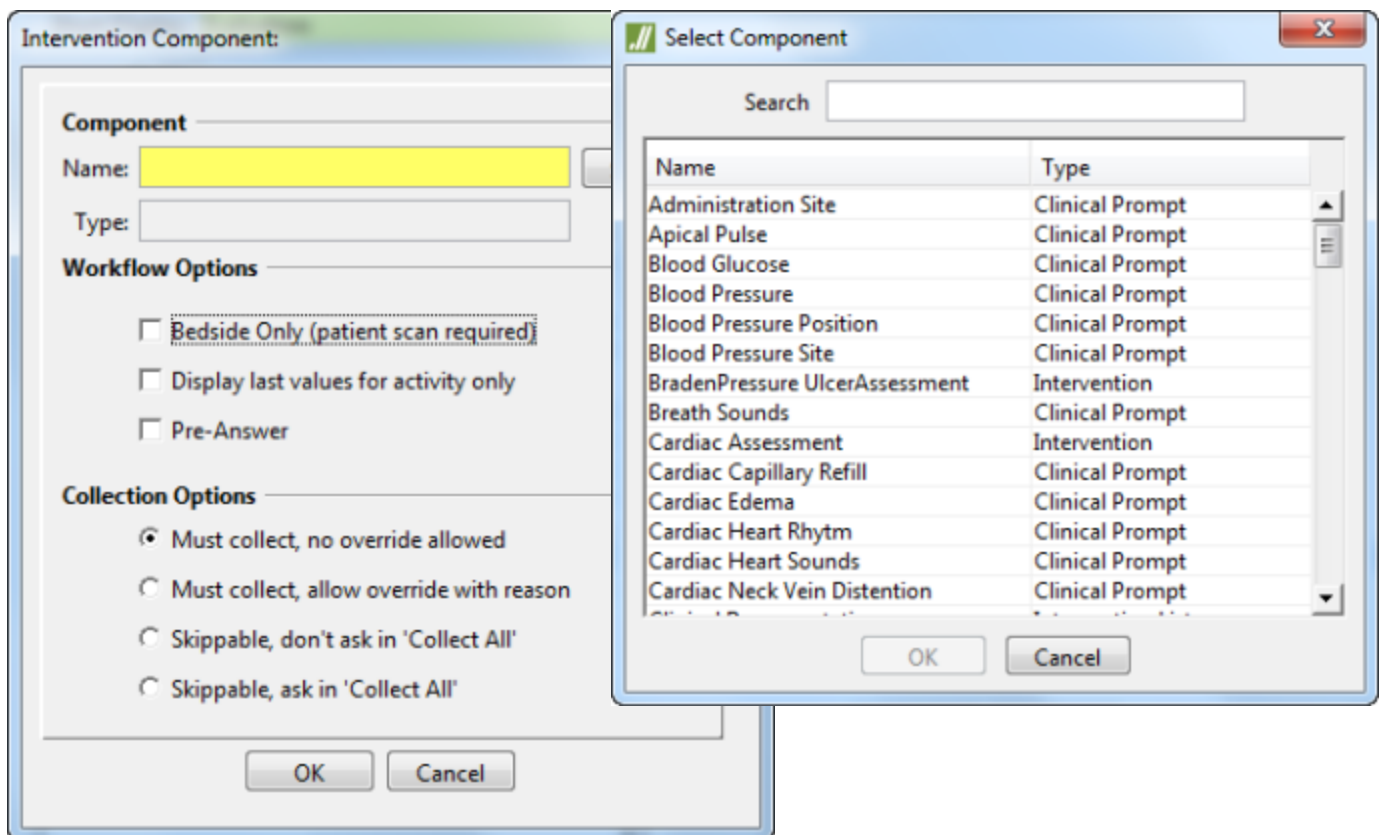 Intervention Component:
Component
Name:
Type:
Workflow Options
Bedside Only (patient scan required)
Display last values for activity only
Pre-Answer
Collection Options
Must collect, no override allowed
Must collect, allow override with reason
Skippable, don't ask in 'Collect All'
Skippable, ask in 'Collect All'
OK Cancel
Select Component
Search
Name Type
Administration Site Clinical Prompt
Apical Pulse Clinical Prompt
Blood Glucose Clinical Prompt
Blood Pressure Clinical Prompt
Blood Pressure Position Clinical Prompt
Blood Pressure Site Clinical Prompt
BradenPressure UlcerAssessment Intervention
Breath Sounds Clinical Prompt
Cardiac Assessment Intervention
Cardiac Capillary Refill Clinical Prompt
Cardiac Edema Clinical Prompt
Cardiac Heart Rhytm Clinical Prompt
Cardiac Heart Sounds Clinical Prompt
Cardiac Neck Vein Distention Clinical Prompt
OK Cancel